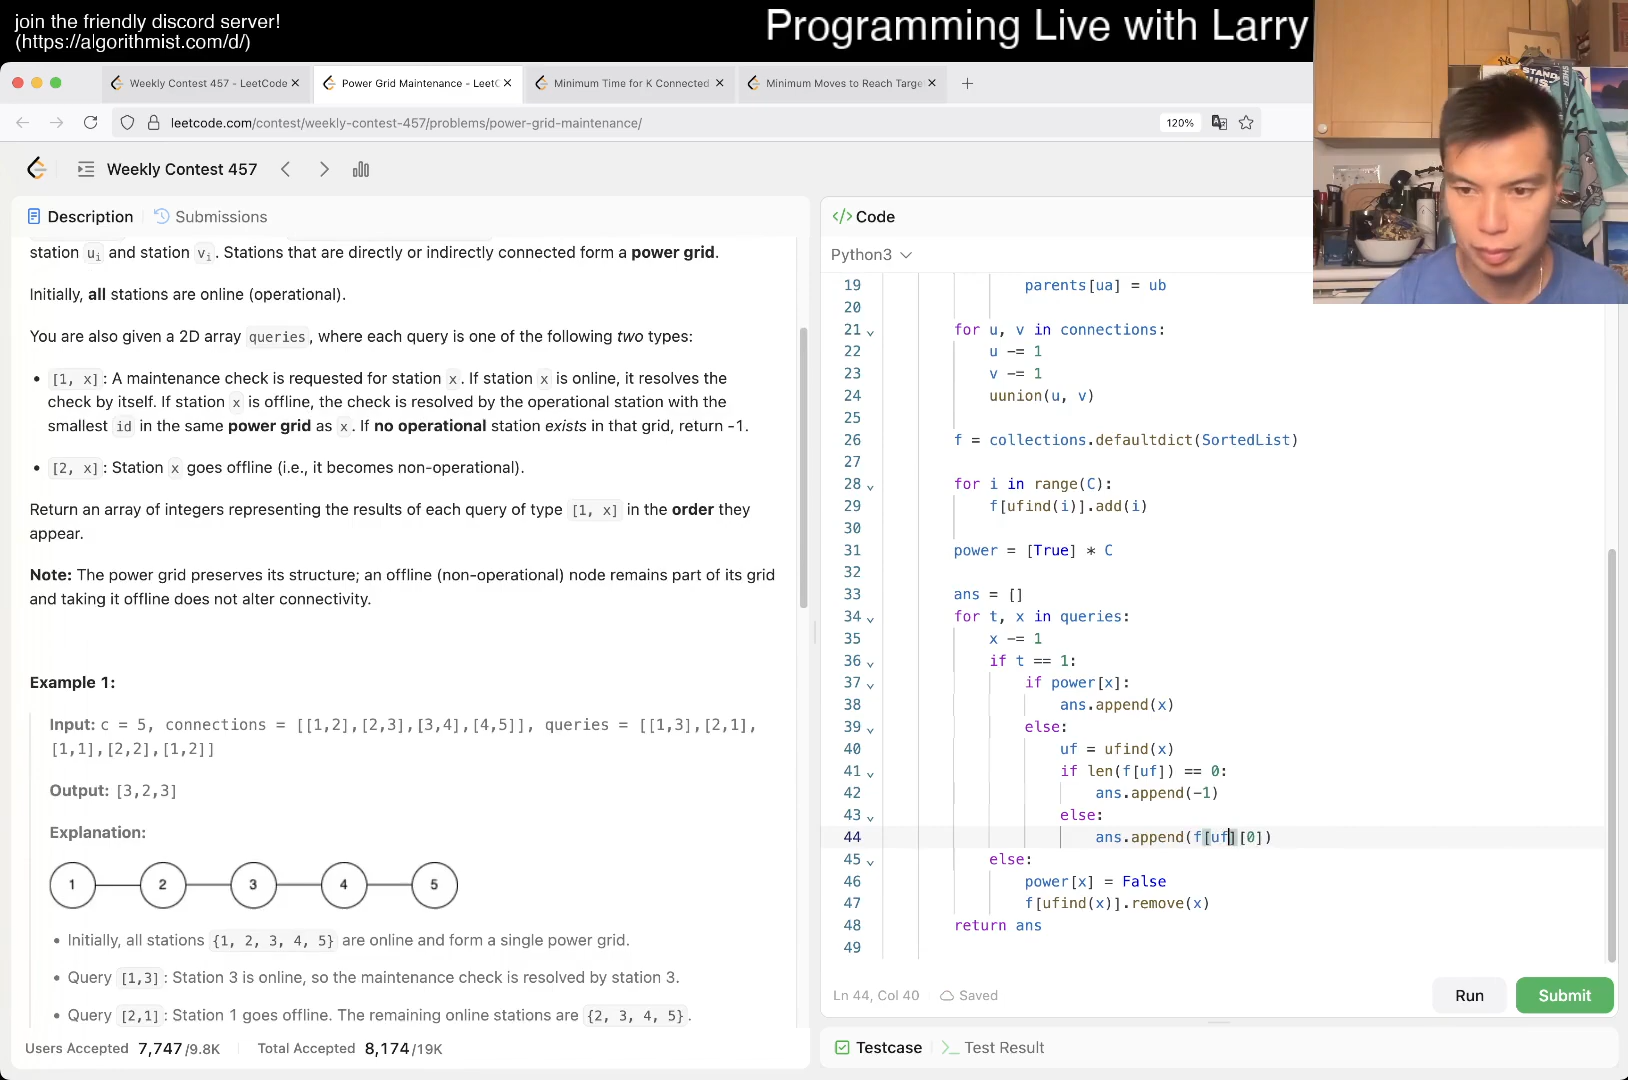 join the friendly discord server!
(https://algorithmist.com/d/)
Programming Live with Larry
Weekly Contest 457 - LeetCode
Power Grid Maintenance - LeetC
Minimum Time for K Connected
Minimum Moves to Reach Targe
leetcode.com/contest/weekly-contest-457/problems/power-grid-maintenance/
120%
Weekly Contest 457
Description
Submissions
station ui and station vi. Stations that are directly or indirectly connected form a power grid.
Initially, all stations are online (operational).
You are also given a 2D array queries, where each query is one of the following two types:
• [1, x]: A maintenance check is requested for station x. If station x is online, it resolves the
check by itself. If station x is offline, the check is resolved by the operational station with the
smallest id in the same power grid as x. If no operational station exists in that grid, return -1.
• [2, x]: Station x goes offline (i.e., it becomes non-operational).
Return an array of integers representing the results of each query of type [1, x] in the order they
appear.
Note: The power grid preserves its structure; an offline (non-operational) node remains part of its grid
and taking it offline does not alter connectivity.
Example 1:
Input: c = 5, connections = [[1,2],[2,3],[3,4],[4,5]], queries = [[1,3],[2,1],
[1,1],[2,2],[1,2]]
Output: [3,2,3]
Explanation:
1 2 3 4 5
• Initially, all stations {1, 2, 3, 4, 5} are online and form a single power grid.
• Query [1,3]: Station 3 is online, so the maintenance check is resolved by station 3.
• Query [2,1]: Station 1 goes offline. The remaining online stations are {2, 3, 4, 5}.
Users Accepted 7,747/9.8K
Total Accepted 8,174/19K
</> Code
Python3
19 parents[ua] = ub
20
21 for u, v in connections:
22 u -= 1
23 v -= 1
24 uunion(u, v)
25
26 f = collections.defaultdict(SortedList)
27
28 for i in range(C):
29 f[ufind(i)].add(i)
30
31 power = [True] * C
32
33 ans = []
34 for t, x in queries:
35 x -= 1
36 if t == 1:
37 if power[x]:
38 ans.append(x)
39 else:
40 uf = ufind(x)
41 if len(f[uf]) == 0:
42 ans.append(-1)
43 else:
44 ans.append(f[uf][0])
45 else:
46 power[x] = False
47 f[ufind(x)].remove(x)
48 return ans
49
Ln 44, Col 40
Saved
Run
Submit
Testcase
Test Result